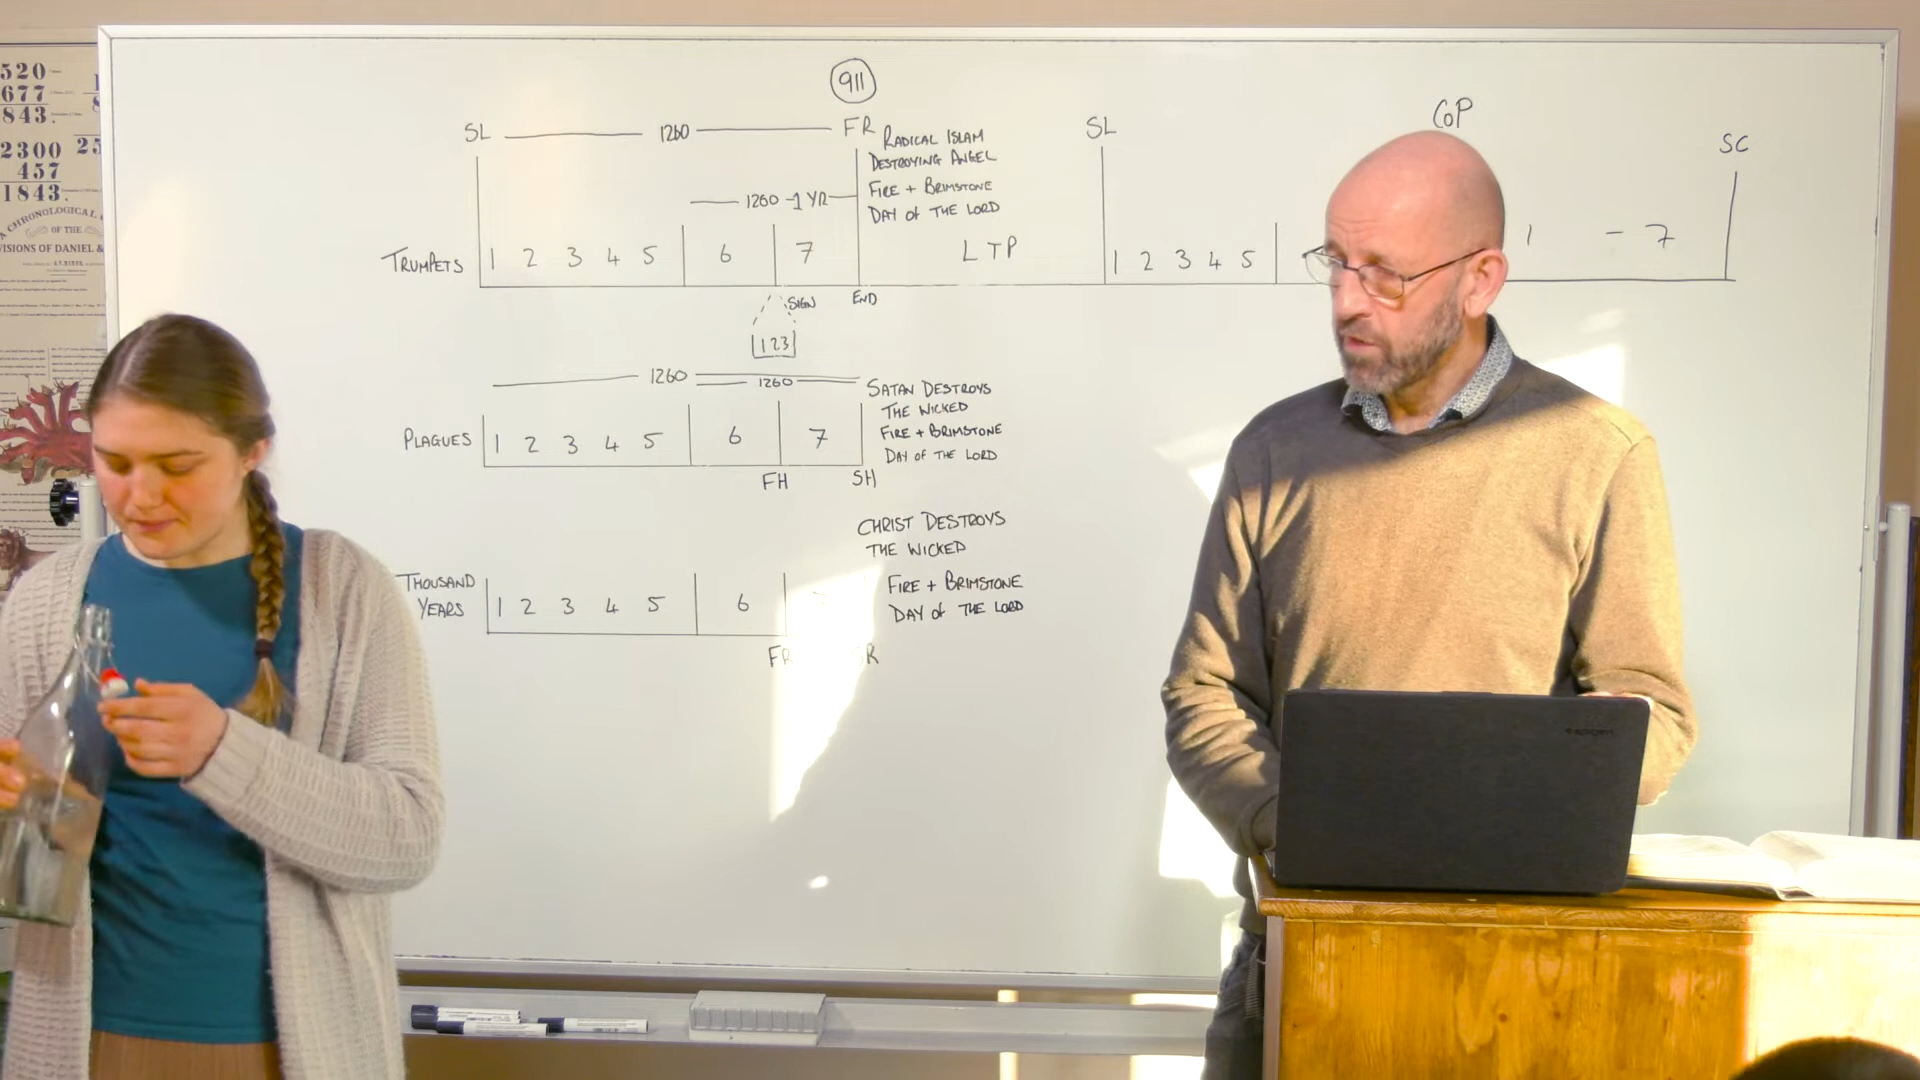 520
677
843.
2300
457
1843.
25
A CHRONOLOGICAL
OF THE
VISIONS OF DANIEL &
911
SL 1260 FR
RADICAL ISLAM
DESTROYING ANGEL
FIRE + BRIMSTONE
DAY OF THE LORD
1260 -1 YR
TRUMPETS 1 2 3 4 5 6 7 LTP
SIGN END
123
SL CoP SC
1 2 3 4 5 1 - 7
1260 1260
SATAN DESTROYS
THE WICKED
FIRE + BRIMSTONE
DAY OF THE LORD
PLAGUES 1 2 3 4 5 6 7
FH SH
CHRIST DESTROYS
THE WICKED
FIRE + BRIMSTONE
DAY of THE LORD
THOUSAND
YEARS 1 2 3 4 5 6
FR SR